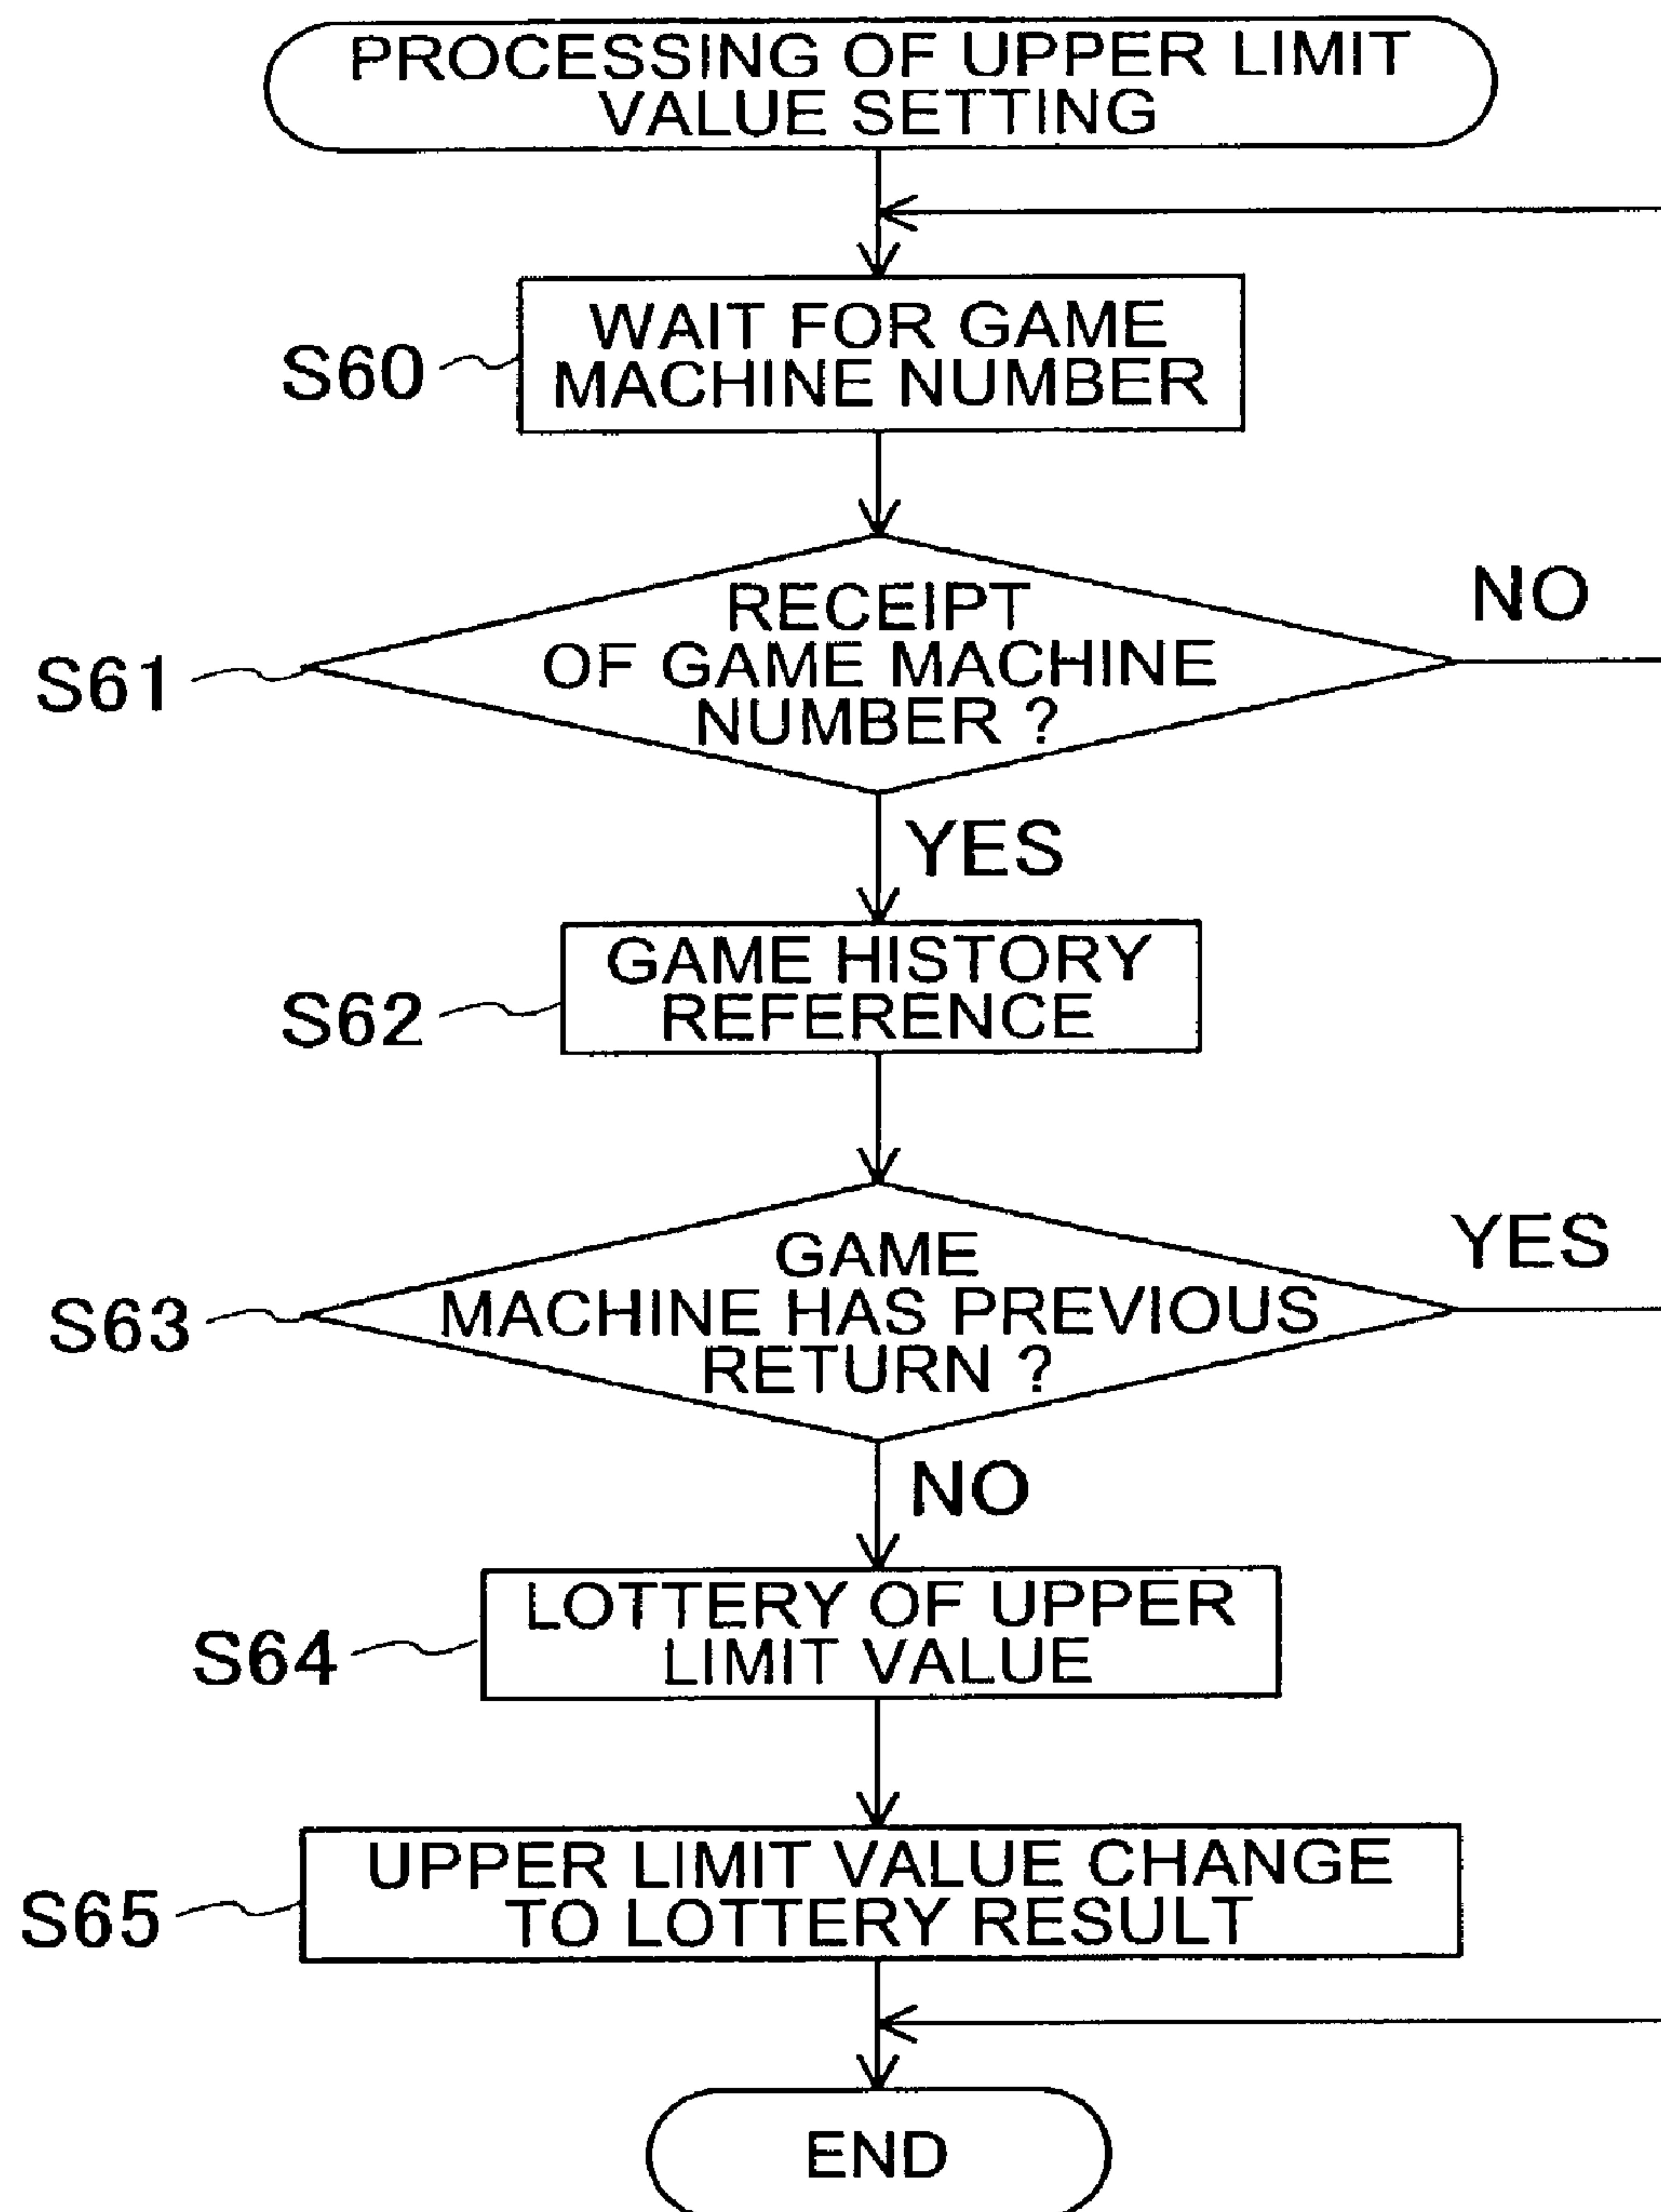 PROCESSING OF UPPER LIMIT
VALUE SETTING
S60
WAIT FOR GAME
MACHINE NUMBER
S61
RECEIPT
OF GAME MACHINE
NUMBER ?
NO
YES
S62
GAME HISTORY
REFERENCE
S63
GAME
MACHINE HAS PREVIOUS
RETURN ?
YES
NO
S64
LOTTERY OF UPPER
LIMIT VALUE
S65
UPPER LIMIT VALUE CHANGE
TO LOTTERY RESULT
END